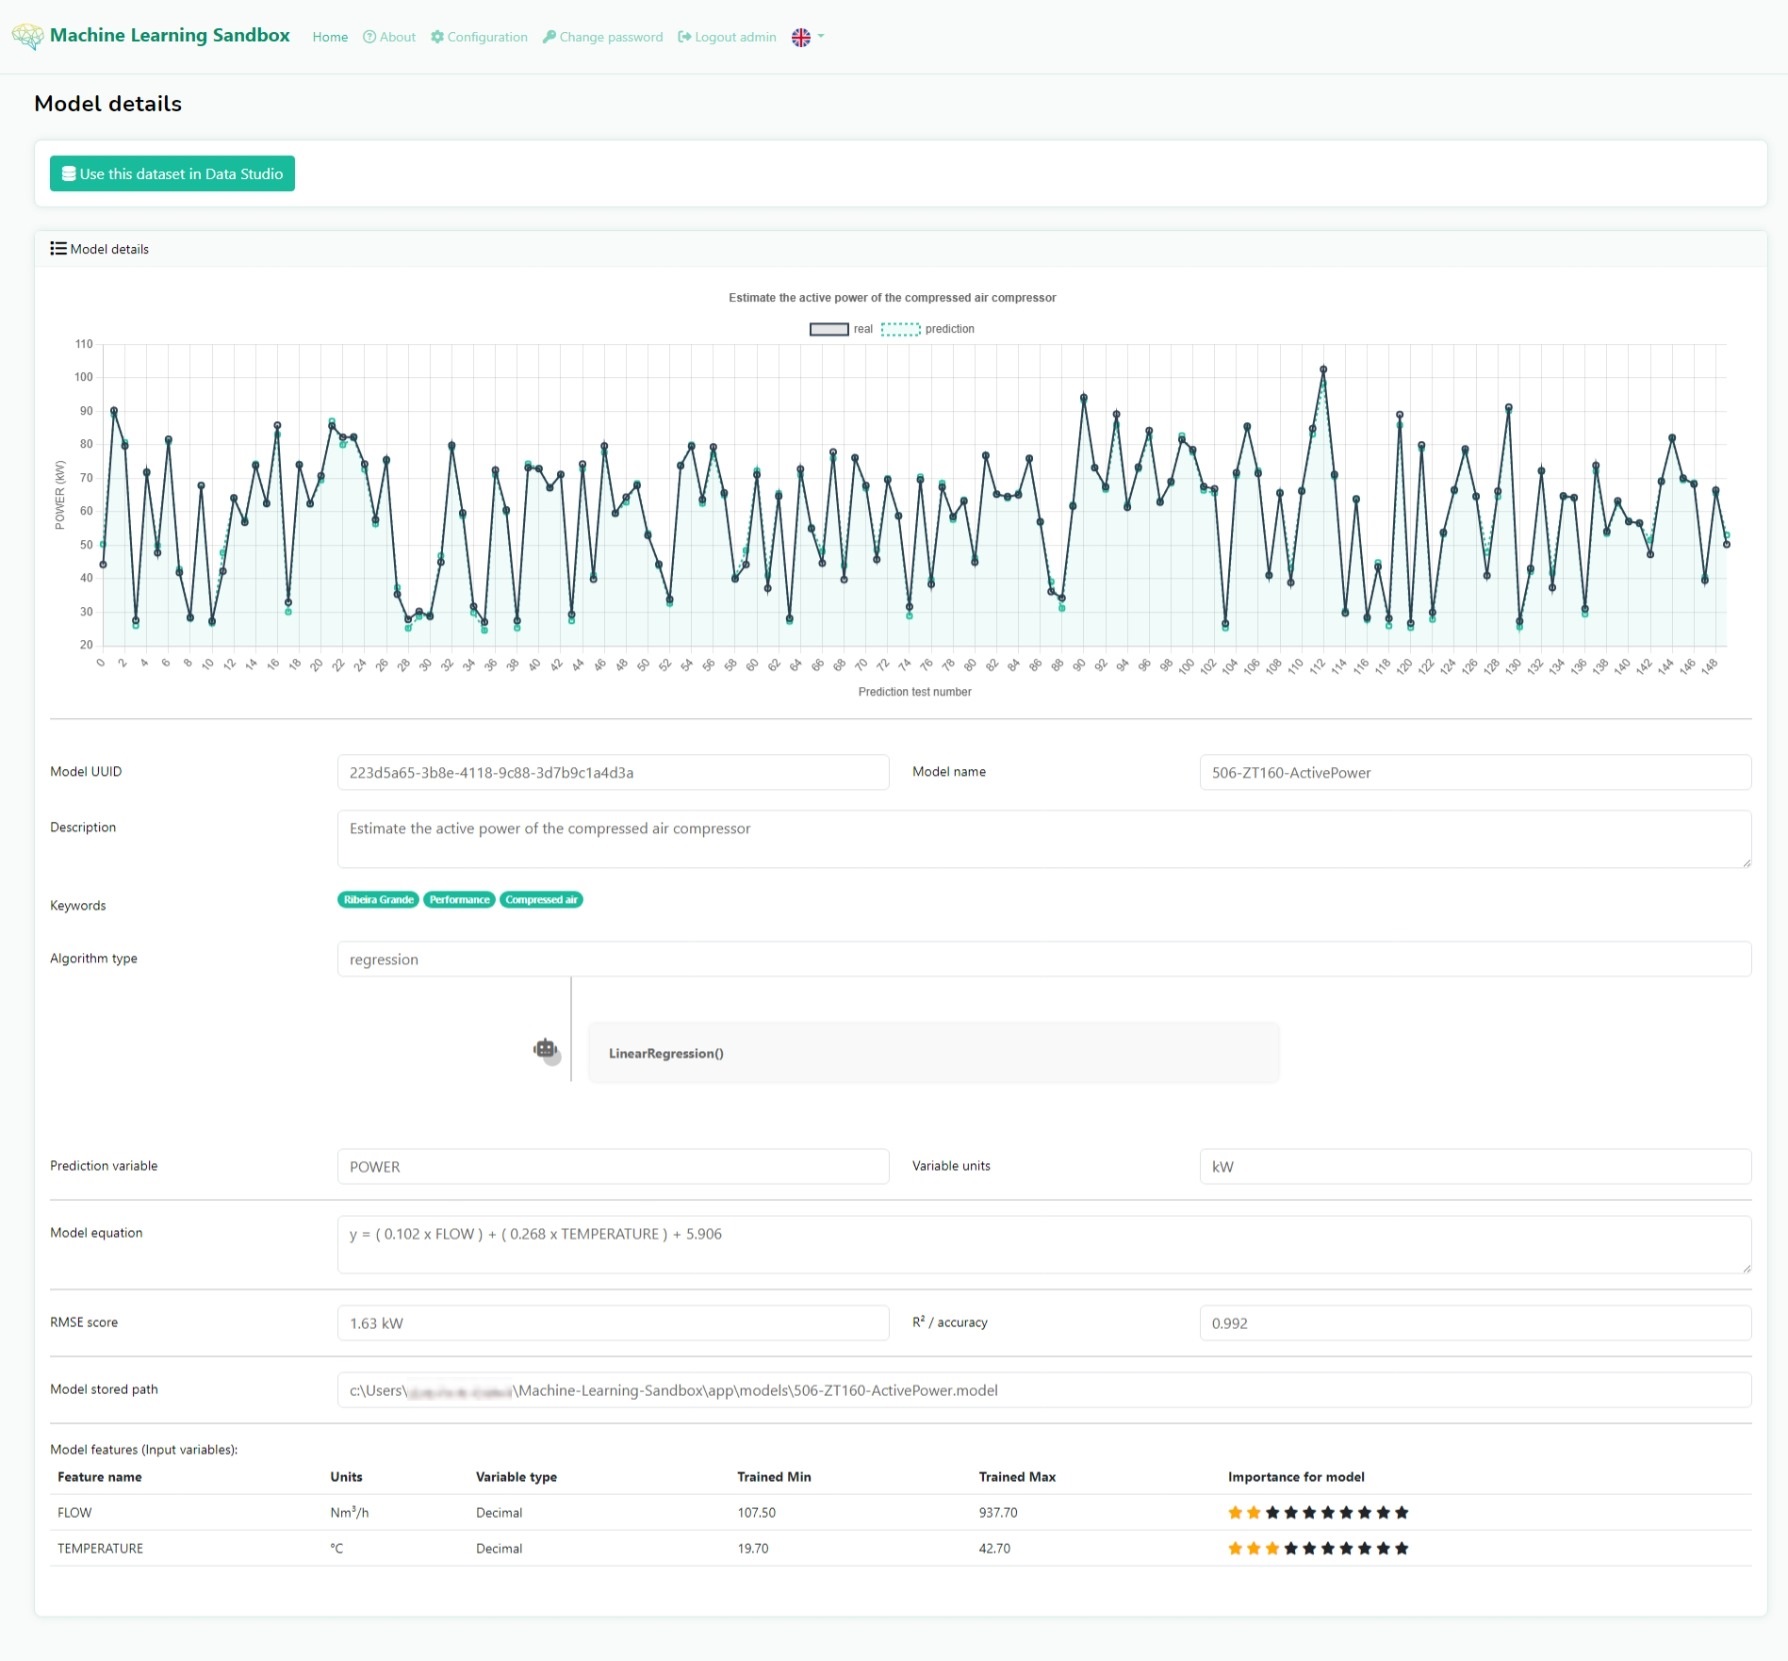 Machine Learning Sandbox Home About Configuration Change password Logout admin
Model details
Use this dataset in Data Studio
Model details
Estimate the active power of the compressed air compressor
real prediction
110
100
90
80
70
60
50
40
30
20
POWER (kW)
0 2 4 6 8 10 12 14 16 18 20 22 24 26 28 30 32 34 36 38 40 42 44 46 48 50 52 54 56 58 60 62 64 66 68 70 72 74 76 78 80 82 84 86 88 90 92 94 96 98 100 102 104 106 108 110 112 114 116 118 120 122 124 126 128 130 132 134 136 138 140 142 144 146 148
Prediction test number
Model UUID 223d5a65-3b8e-4118-9c88-3d7b9c1a4d3a Model name 506-ZT160-ActivePower
Description Estimate the active power of the compressed air compressor
Keywords Ribeira Grande Performance Compressed air
Algorithm type regression
LinearRegression()
Prediction variable POWER Variable units kW
Model equation y = ( 0.102 x FLOW ) + ( 0.268 x TEMPERATURE ) + 5.906
RMSE score 1.63 kW R² / accuracy 0.992
Model stored path c:\Users\ \Machine-Learning-Sandbox\app\models\506-ZT160-ActivePower.model
Model features (Input variables):
Feature name Units Variable type Trained Min Trained Max Importance for model
FLOW Nm³/h Decimal 107.50 937.70
TEMPERATURE °C Decimal 19.70 42.70